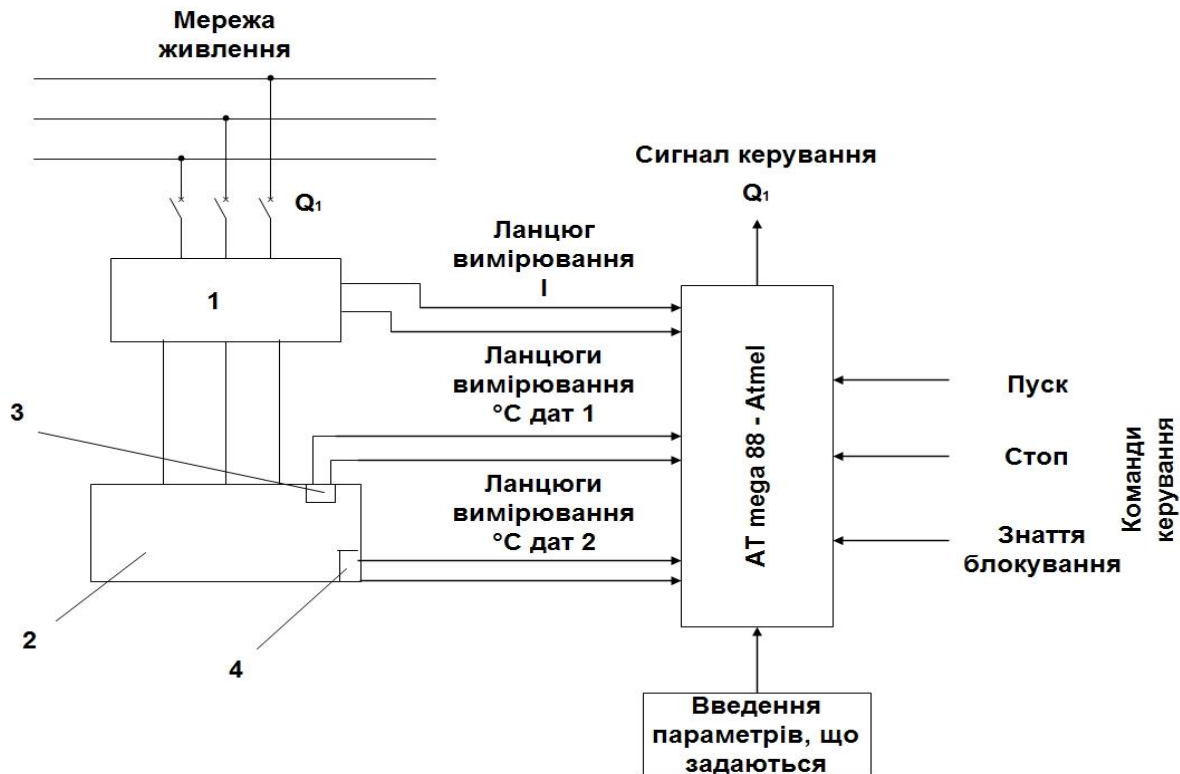 Мережа
живлення
Сигнал керування
Q1
Q1
Ланцюг
вимірювання
І
1
Ланцюги
вимірювання
°С дат 1
3
Ланцюги
вимірювання
°С дат 2
2
4
AT mega 88 - Atmel
Пуск
Стоп
Знаття
блокування
Команди
керування
Введення
параметрів, що
задаються